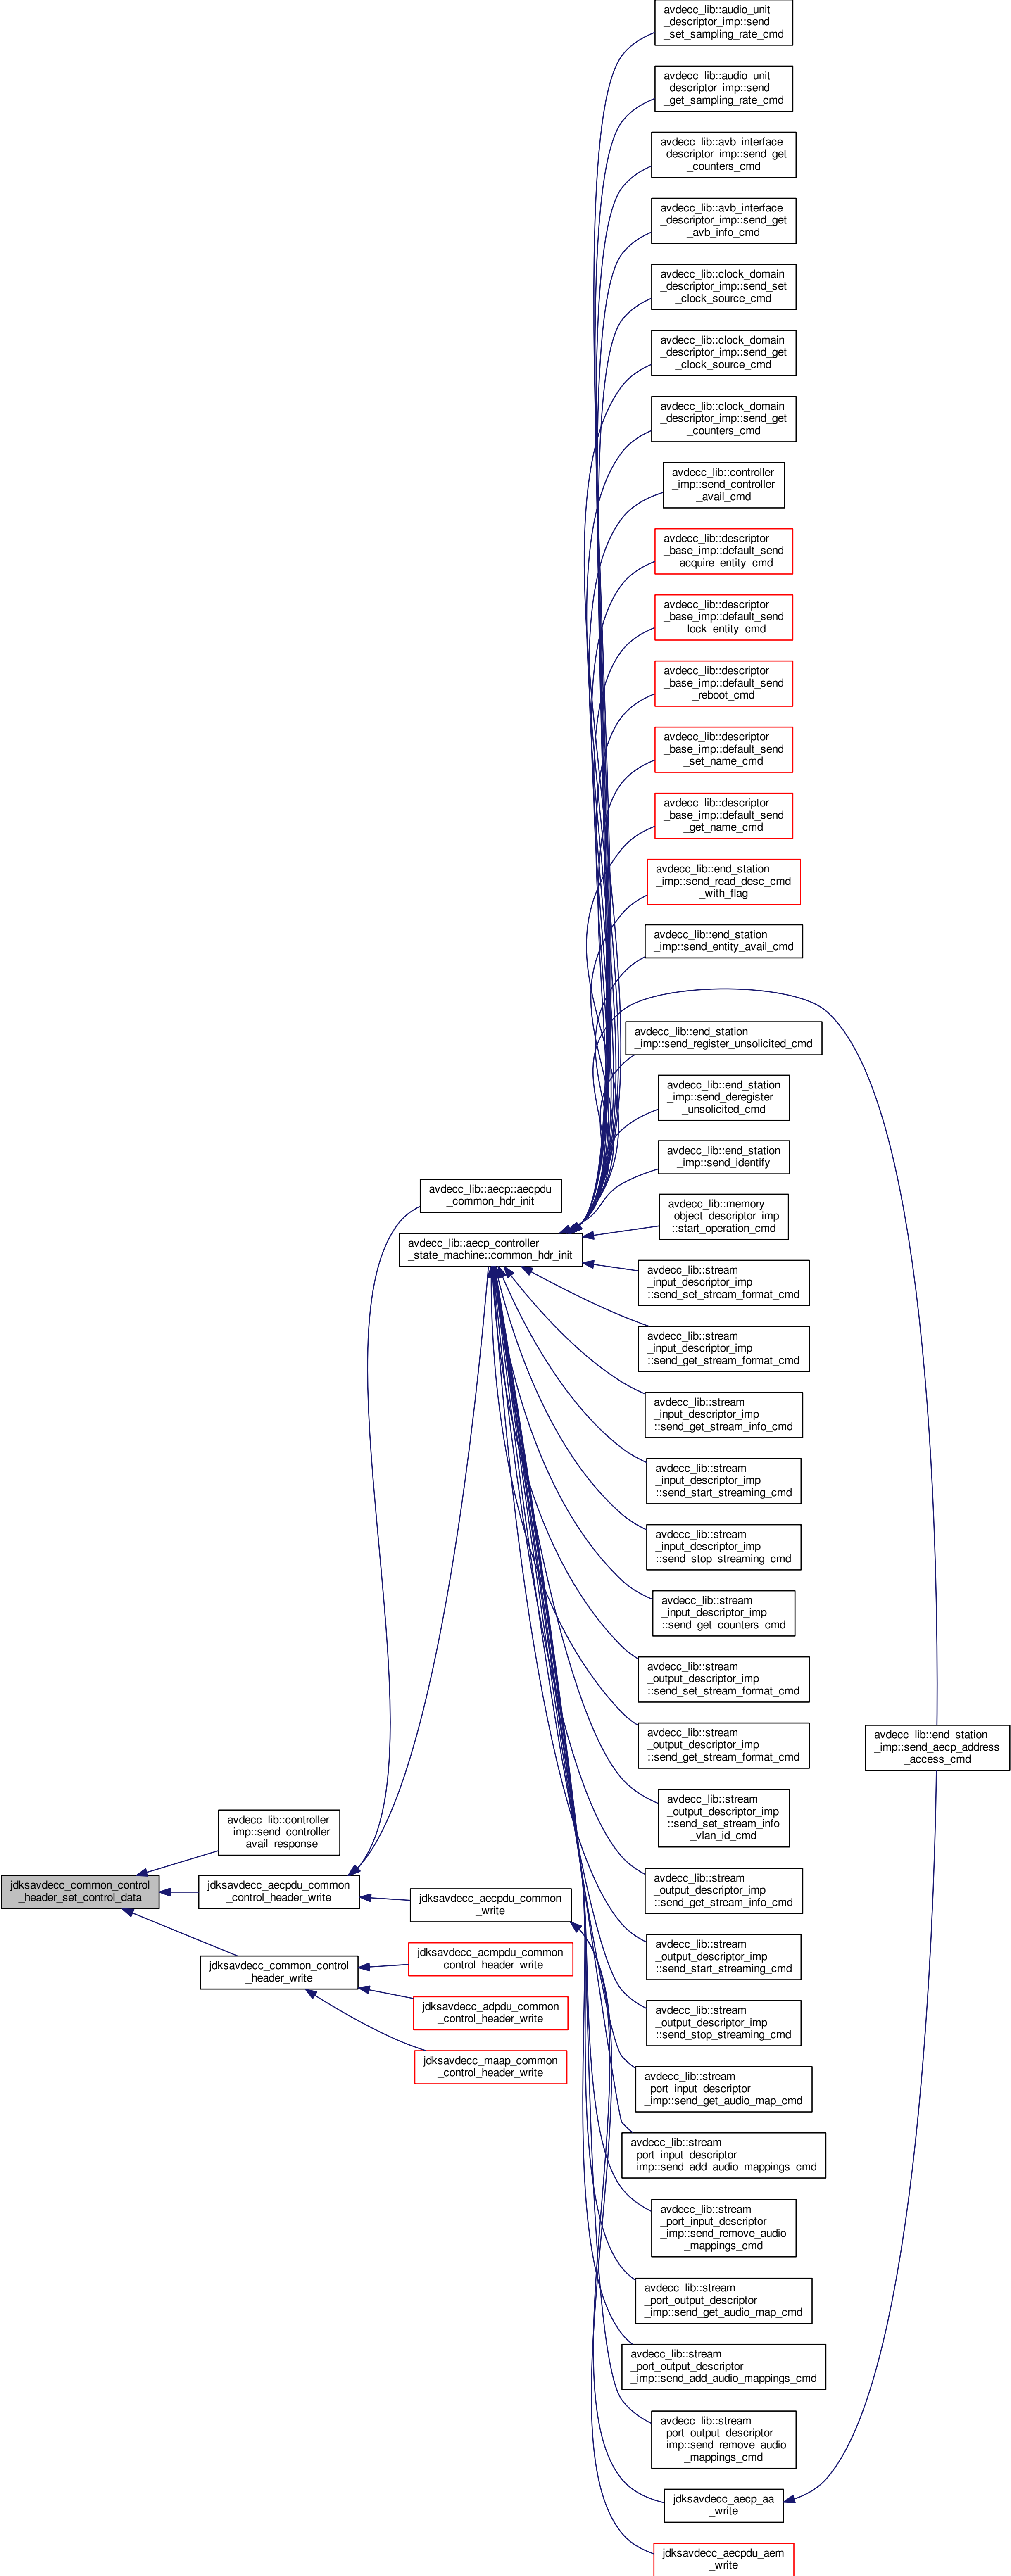 avdecc_lib::audio_unit
_descriptor_imp::send
_set_sampling_rate_cmd
avdecc_lib::audio_unit
_descriptor_imp::send
_get_sampling_rate_cmd
avdecc_lib::avb_interface
_descriptor_imp::send_get
_counters_cmd
avdecc_lib::avb_interface
_descriptor_imp::send_get
_avb_info_cmd
avdecc_lib::clock_domain
_descriptor_imp::send_set
_clock_source_cmd
avdecc_lib::clock_domain
_descriptor_imp::send_get
_clock_source_cmd
avdecc_lib::clock_domain
_descriptor_imp::send_get
_counters_cmd
avdecc_lib::controller
_imp::send_controller
_avail_cmd
avdecc_lib::descriptor
_base_imp::default_send
_acquire_entity_cmd
avdecc_lib::descriptor
_base_imp::default_send
_lock_entity_cmd
avdecc_lib::descriptor
_base_imp::default_send
_reboot_cmd
avdecc_lib::descriptor
_base_imp::default_send
_set_name_cmd
avdecc_lib::descriptor
_base_imp::default_send
_get_name_cmd
avdecc_lib::end_station
_imp::send_read_desc_cmd
_with_flag
avdecc_lib::end_station
_imp::send_entity_avail_cmd
avdecc_lib::end_station
_imp::send_register_unsolicited_cmd
avdecc_lib::end_station
_imp::send_deregister
_unsolicited_cmd
avdecc_lib::end_station
_imp::send_identify
avdecc_lib::aecp::aecpdu
_common_hdr_init
avdecc_lib::memory
_object_descriptor_imp
::start_operation_cmd
avdecc_lib::aecp_controller
_state_machine::common_hdr_init
avdecc_lib::stream
_input_descriptor_imp
::send_set_stream_format_cmd
avdecc_lib::stream
_input_descriptor_imp
::send_get_stream_format_cmd
avdecc_lib::stream
_input_descriptor_imp
::send_get_stream_info_cmd
avdecc_lib::stream
_input_descriptor_imp
::send_start_streaming_cmd
avdecc_lib::stream
_input_descriptor_imp
::send_stop_streaming_cmd
avdecc_lib::stream
_input_descriptor_imp
::send_get_counters_cmd
avdecc_lib::stream
_output_descriptor_imp
::send_set_stream_format_cmd
avdecc_lib::stream
_output_descriptor_imp
::send_get_stream_format_cmd
avdecc_lib::end_station
_imp::send_aecp_address
_access_cmd
avdecc_lib::stream
_output_descriptor_imp
::send_set_stream_info
_vlan_id_cmd
avdecc_lib::controller
_imp::send_controller
_avail_response
jdksavdecc_common_control
_header_set_control_data
jdksavdecc_aecpdu_common
_control_header_write
jdksavdecc_aecpdu_common
_write
avdecc_lib::stream
_output_descriptor_imp
::send_get_stream_info_cmd
jdksavdecc_common_control
_header_write
jdksavdecc_acmpdu_common
_control_header_write
avdecc_lib::stream
_output_descriptor_imp
::send_start_streaming_cmd
jdksavdecc_adpdu_common
_control_header_write
avdecc_lib::stream
_output_descriptor_imp
::send_stop_streaming_cmd
jdksavdecc_maap_common
_control_header_write
avdecc_lib::stream
_port_input_descriptor
_imp::send_get_audio_map_cmd
avdecc_lib::stream
_port_input_descriptor
_imp::send_add_audio_mappings_cmd
avdecc_lib::stream
_port_input_descriptor
_imp::send_remove_audio
_mappings_cmd
avdecc_lib::stream
_port_output_descriptor
_imp::send_get_audio_map_cmd
avdecc_lib::stream
_port_output_descriptor
_imp::send_add_audio_mappings_cmd
avdecc_lib::stream
_port_output_descriptor
_imp::send_remove_audio
_mappings_cmd
jdksavdecc_aecp_aa
_write
jdksavdecc_aecpdu_aem
_write